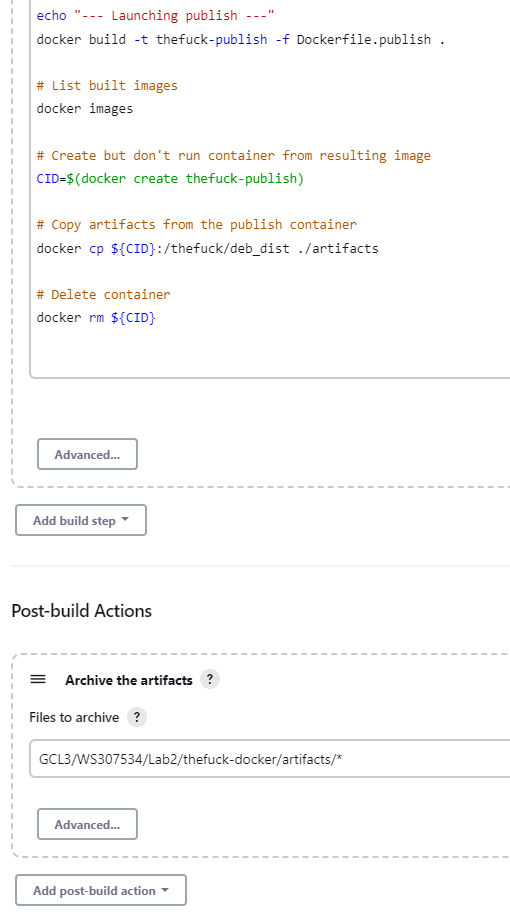 echo "--- Launching publish ---"
docker build -t thefuck-publish -f Dockerfile.publish .
# List built images
docker images
# Create but don't run container from resulting image
CID=$(docker create thefuck-publish)
# Copy artifacts from the publish container
docker cp ${CID}:/thefuck/deb_dist ./artifacts
# Delete container
docker rm ${CID}
Advanced...
Add build step
Post-build Actions
Archive the artifacts ?
Files to archive ?
GCL3/WS307534/Lab2/thefuck-docker/artifacts/*
Advanced...
Add post-build action